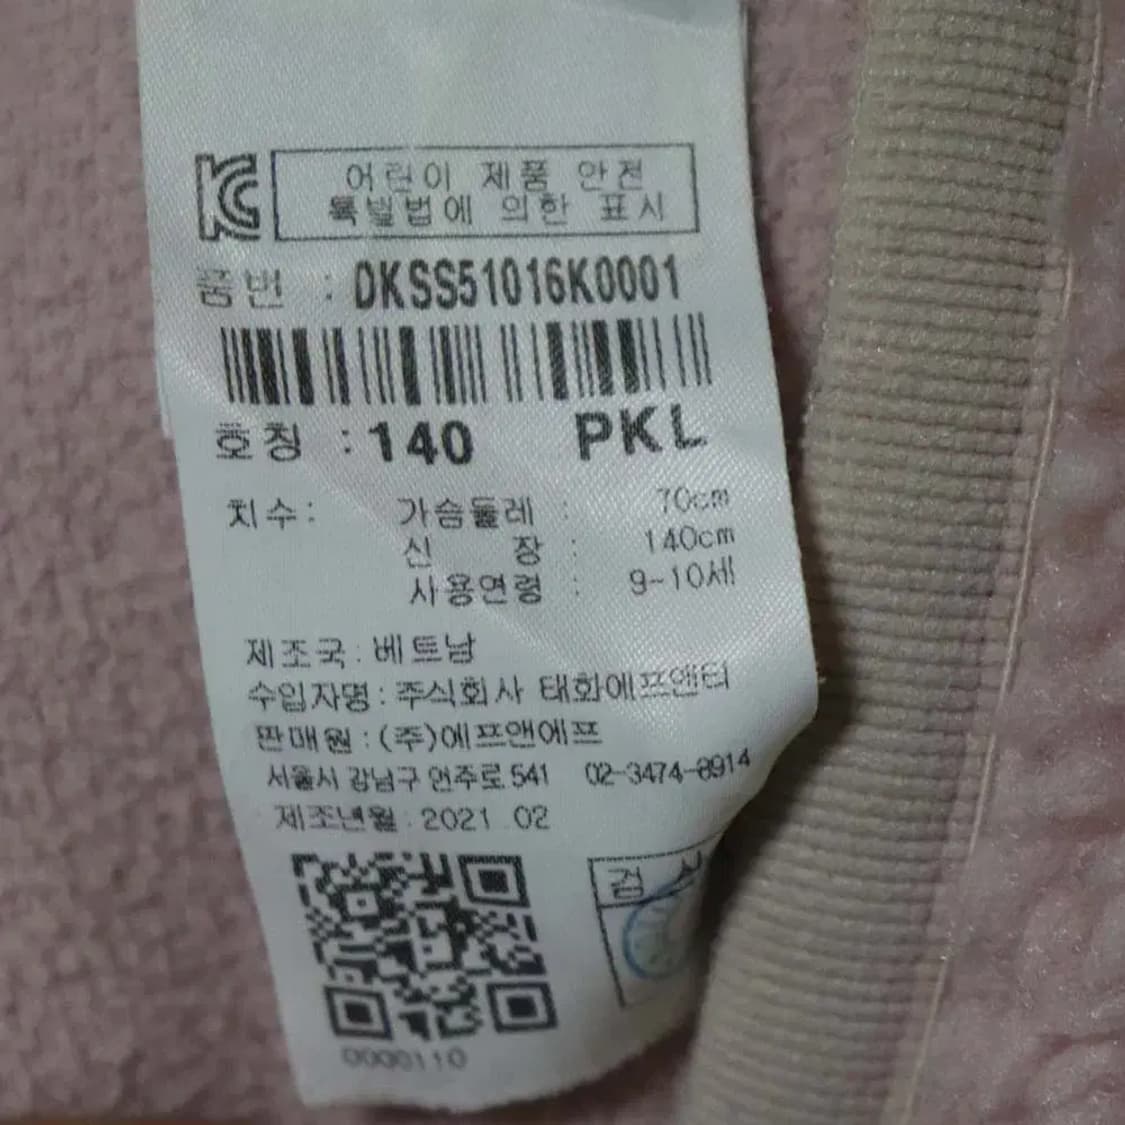 KC
어린이 제품 안전
특별법에 의한 표시
품번 : DKSS51016K0001
호칭 : 140 PKL
치수 : 가슴둘레 : 70cm
신 장 : 140cm
사용연령 : 9-10세
제조국 : 베트남
수입자명 : 주식회사 태화에프앤티
판매원 : (주)에프앤에프
서울시 강남구 언주로 541 02-3474-8914
제조년월 : 2021 02
검
0000110